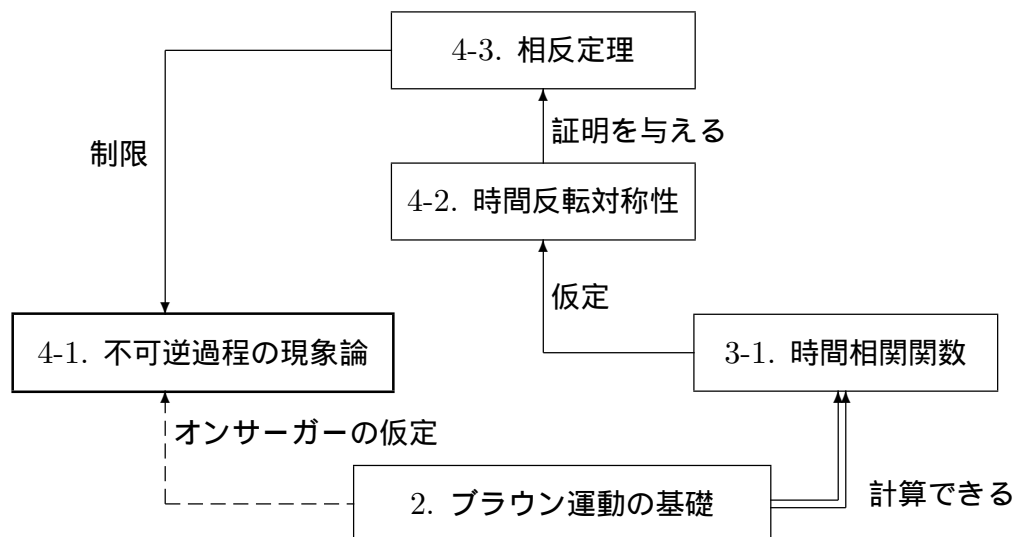 4-3. 相反定理
証明を与える
制限
4-2. 時間反転対称性
仮定
4-1. 不可逆過程の現象論
3-1. 時間相関関数
オンサーガーの仮定
2. ブラウン運動の基礎
計算できる